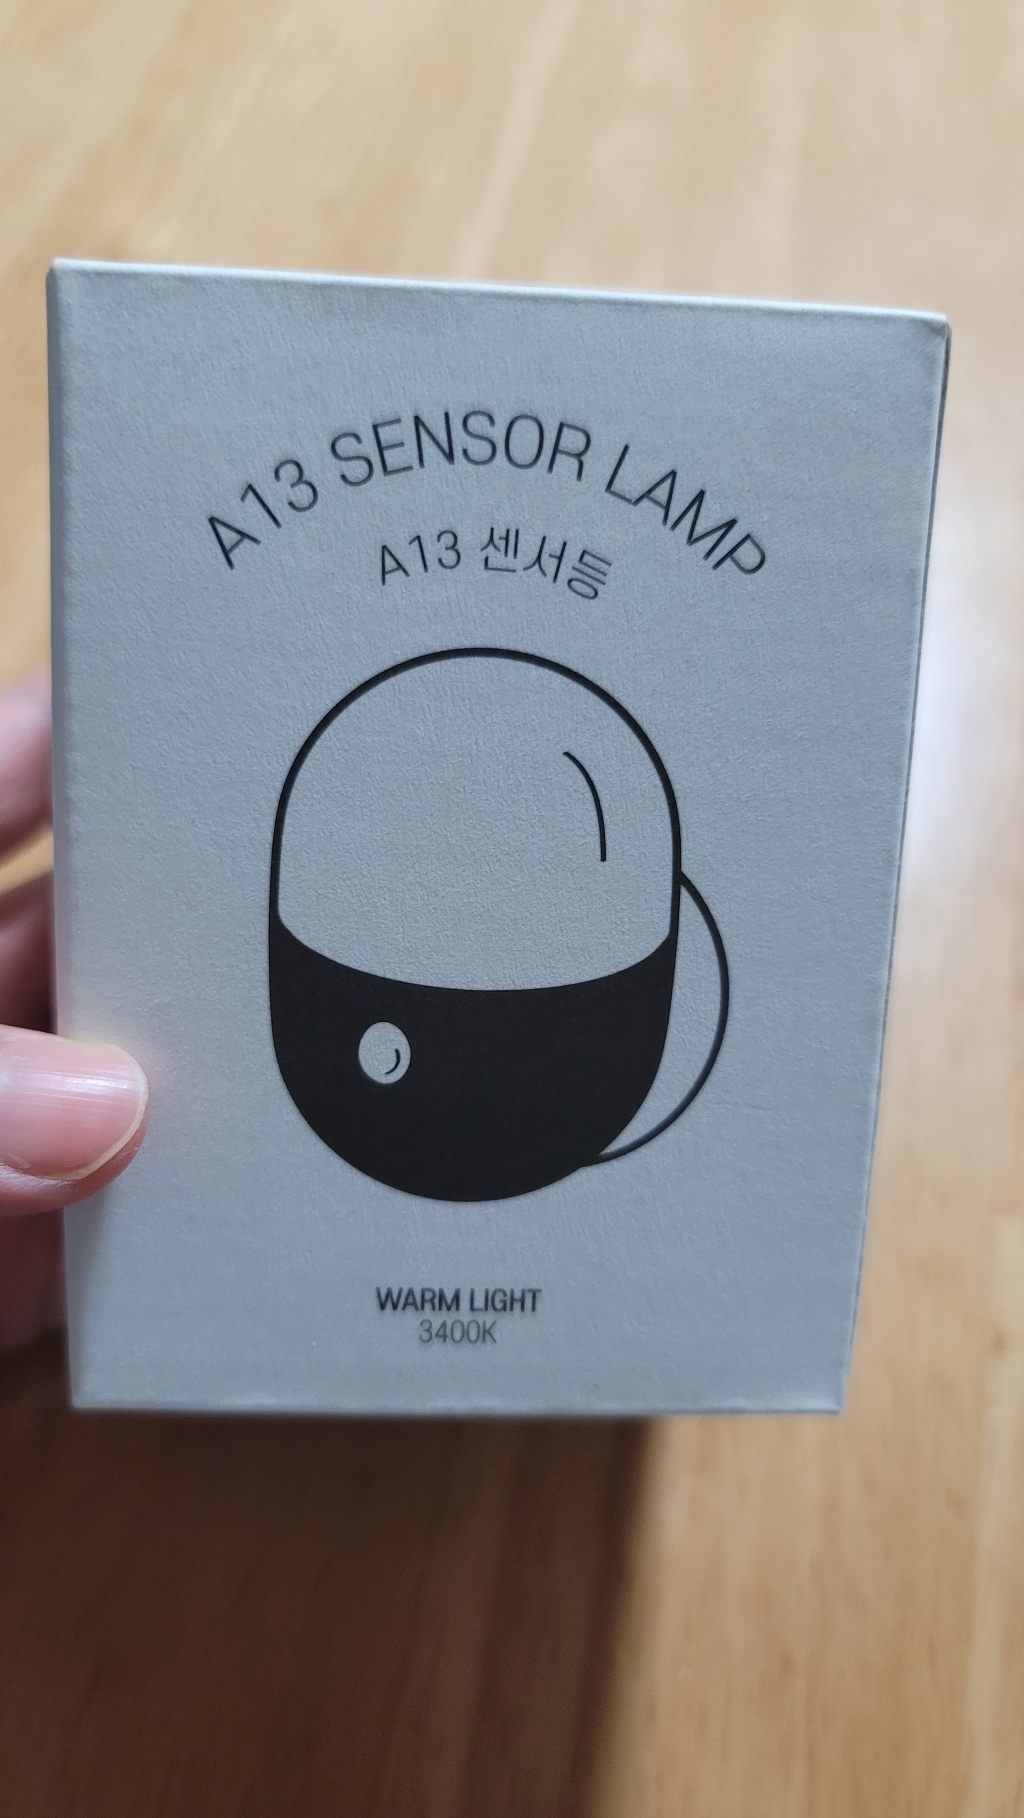 A13 SENSOR LAMP
A13 센서등
WARM LIGHT
3400K